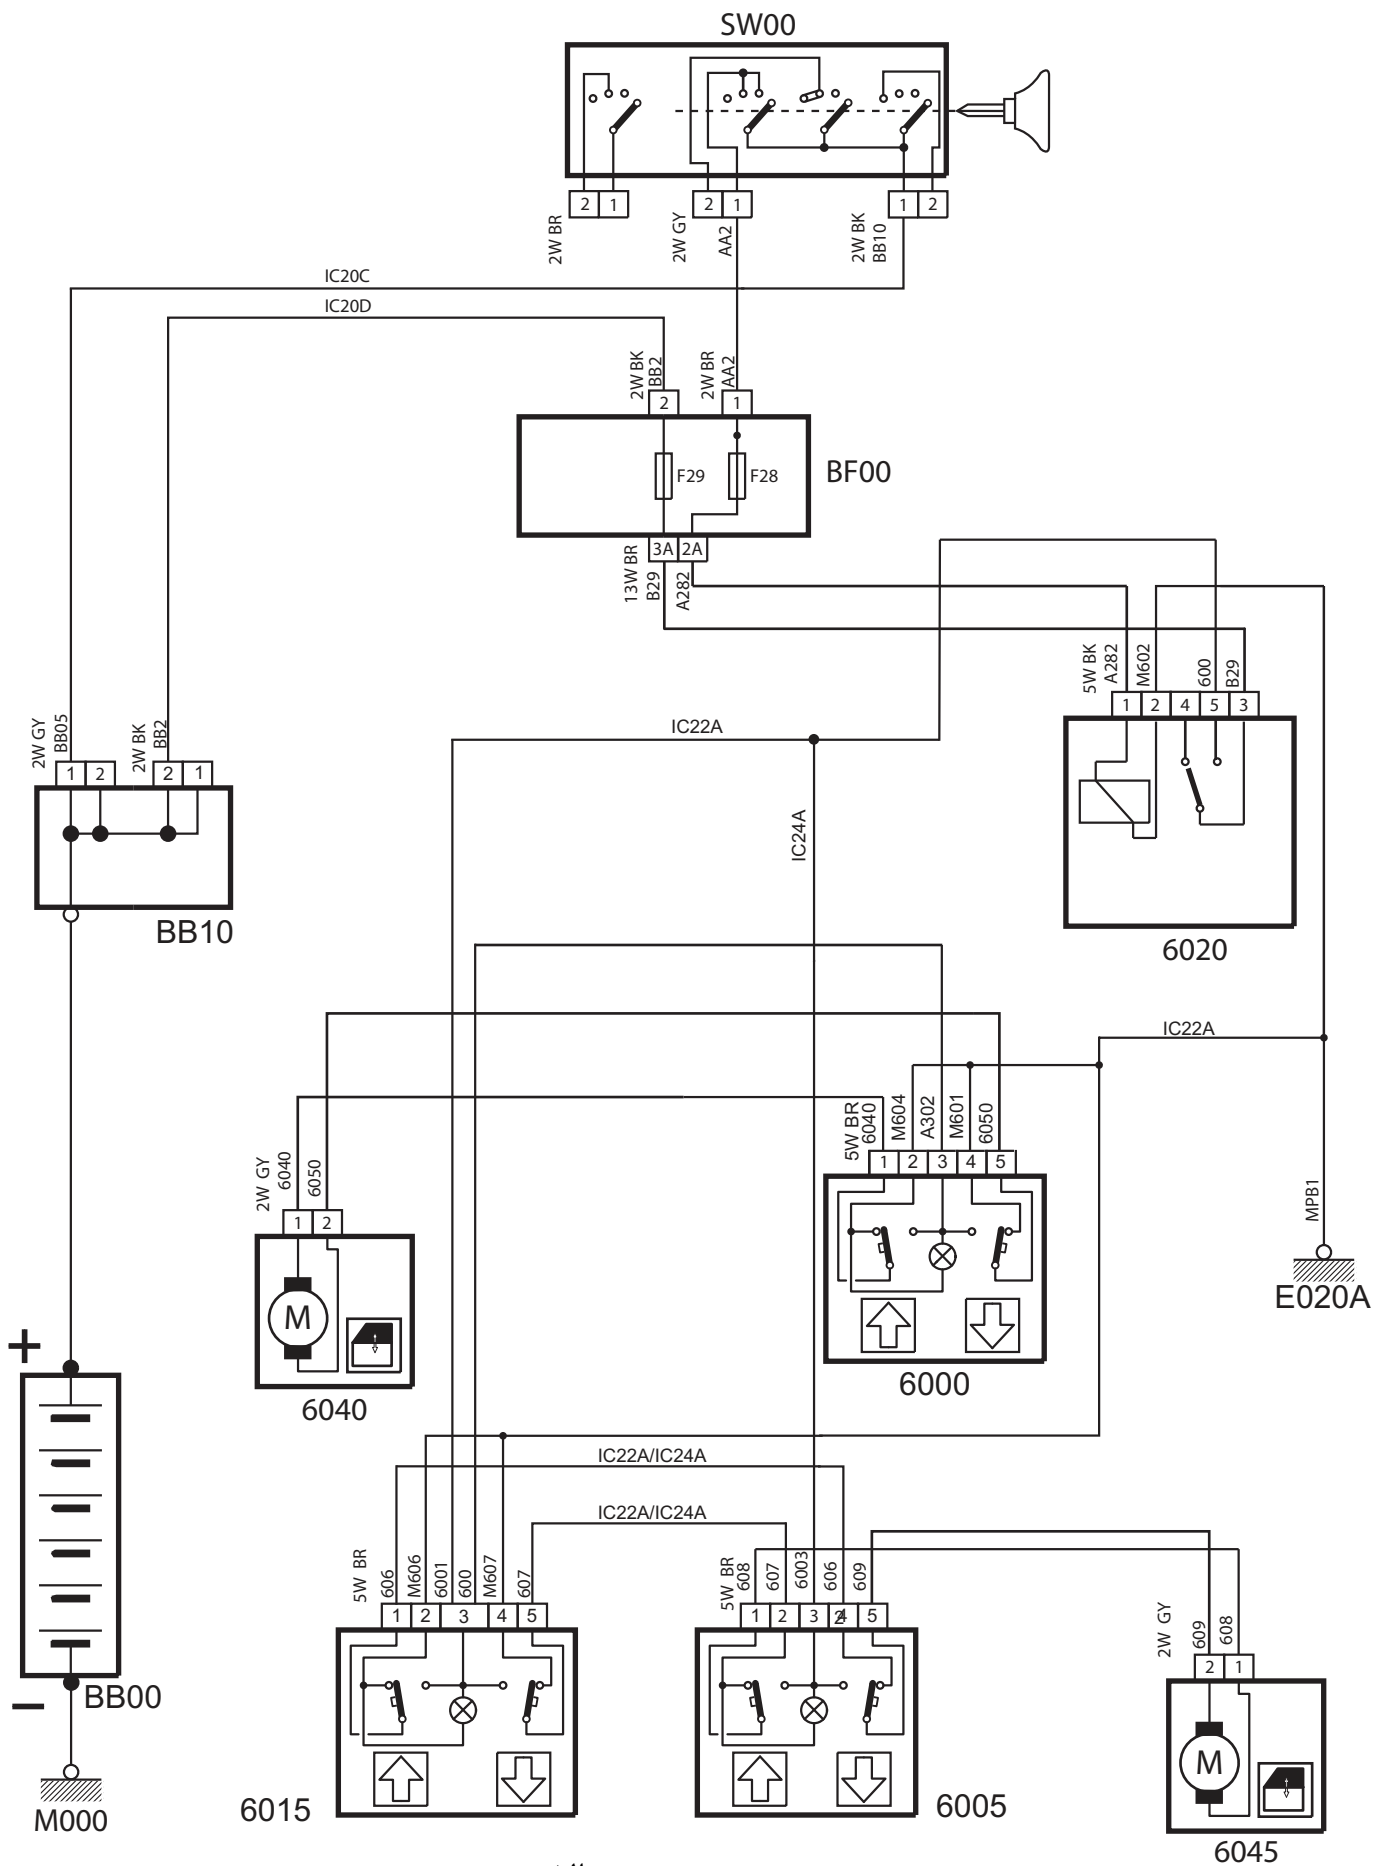 SW00
2 1 2 1 1 2
2W BR
2W GY
AA2
2W BK
BB10
IC20C
IC20D
2W BK
BB2
2W BR
AA2
2 1
F29 F28
BF00
3A 2A
13W BR
B29
A282
5W BK
A282
M602
600
B29
1 2 4 5 3
6020
IC22A
IC24A
2W GY
BB05
2W BK
BB2
1 2 2 1
BB10
IC22A
5W BR
6040
M604
A302
M601
6050
1 2 3 4 5
6000
MPB1
E020A
2W GY
6040
6050
1 2
M
6040
+
BB00
–
M000
IC22A/IC24A
IC22A/IC24A
5W BR
606
M606
6001
600
M607
607
1 2 3 4 5
6015
5W BR
608
607
6003
606
609
1 2 3 4 5
6005
2W GY
609
608
2 1
M
6045